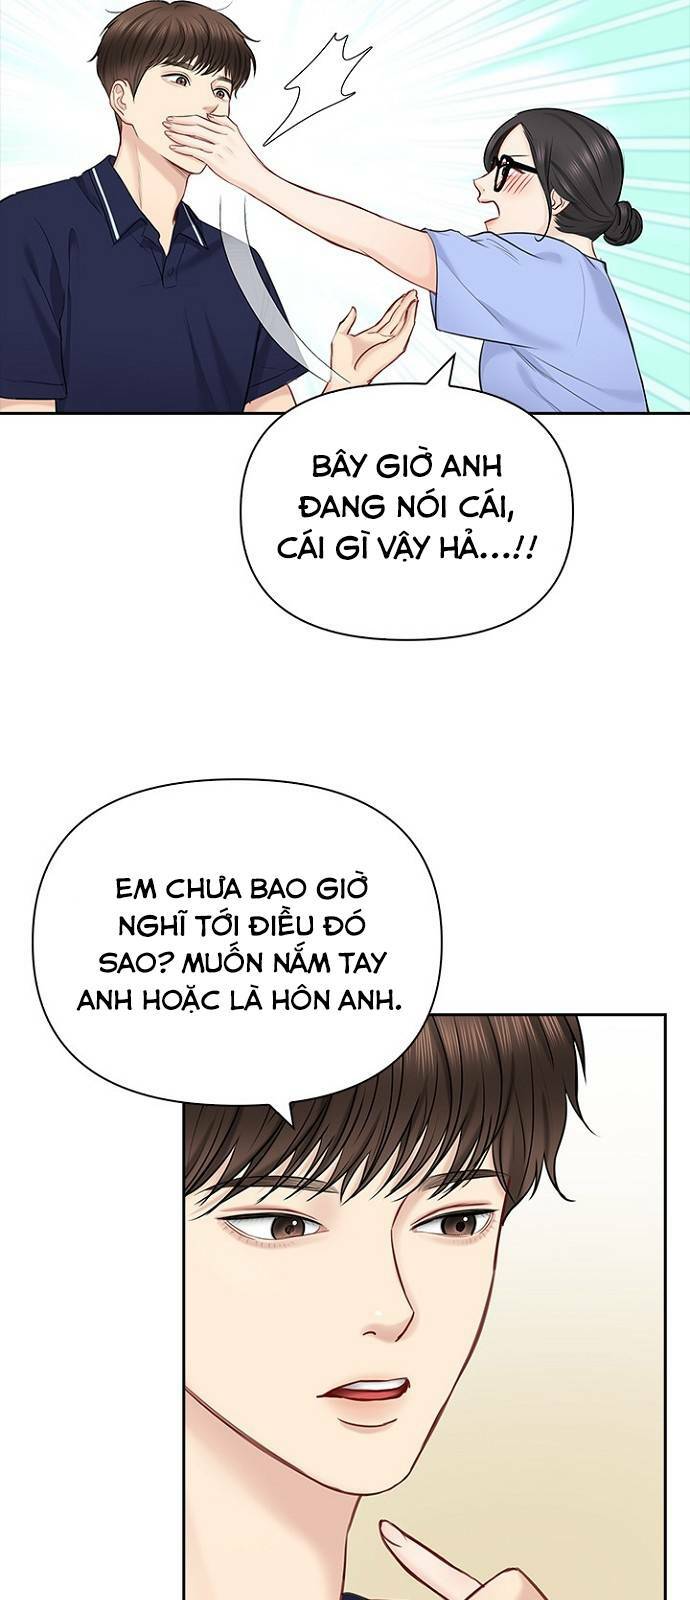 BÂY GIỜ ANH
ĐANG NÓI CÁI,
CÁI GÌ VẬY HẢ...!!
EM CHƯA BAO GIỜ
NGHĨ TỚI ĐIỀU ĐÓ
SAO? MUỐN NẮM TAY
ANH HOẶC LÀ HÔN ANH.